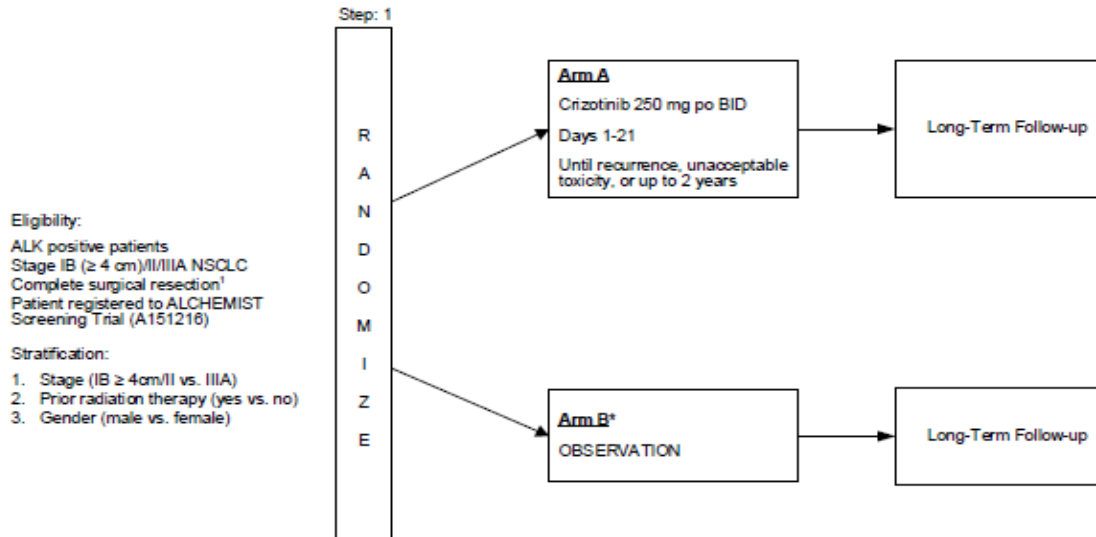 Step: 1
R
A
N
D
O
M
I
Z
E
Eligibility:
ALK positive patients
Stage IB (≥ 4 cm)/II/IIIA NSCLC
Complete surgical resection¹
Patient registered to ALCHEMIST
Screening Trial (A151216)
Stratification:
1. Stage (IB ≥ 4cm/II vs. IIIA)
2. Prior radiation therapy (yes vs. no)
3. Gender (male vs. female)
Arm A
Crizotinib 250 mg po BID
Days 1-21
Until recurrence, unacceptable
toxicity, or up to 2 years
Long-Term Follow-up
Arm B*
OBSERVATION
Long-Term Follow-up